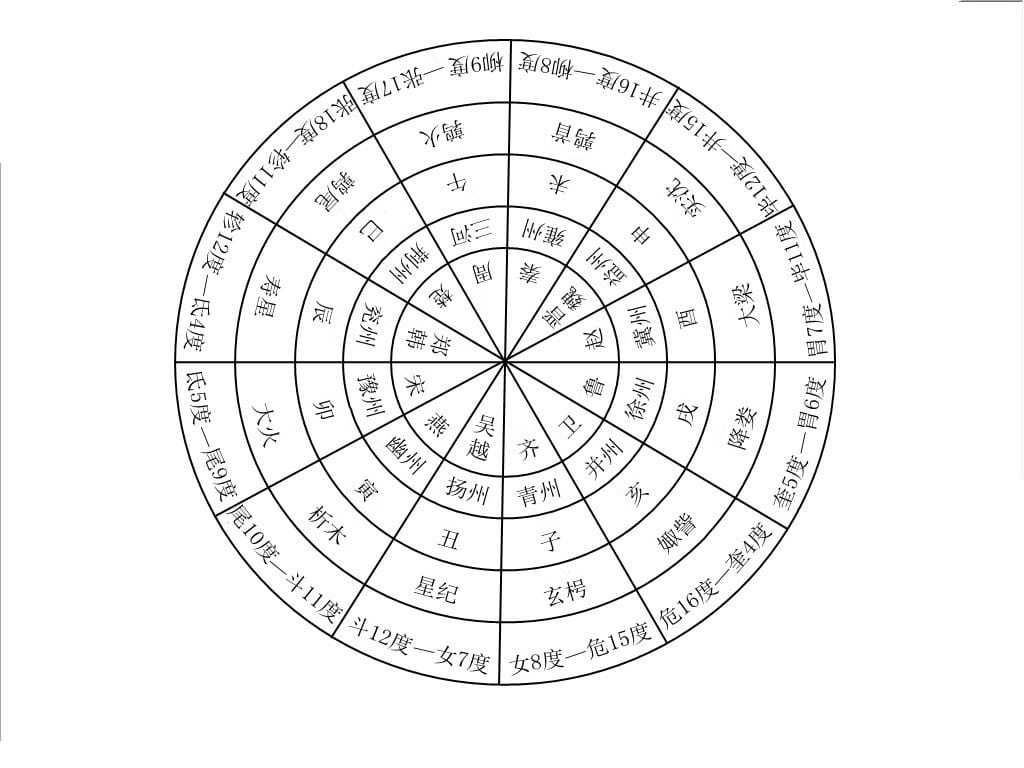 柳8度—井16度
鹑首
未
雍州
秦
井15度—毕12度
实沈
申
益州
晋魏
毕11度—胃7度
大梁
酉
冀州
赵
胃6度—奎5度
降娄
戌
徐州
鲁
危16度—奎4度
娵訾
亥
并州
卫
女8度—危15度
玄枵
子
青州
齐
斗12度—女7度
星纪
丑
扬州
吴越
尾10度—斗11度
析木
寅
幽州
燕
氐5度—尾9度
大火
卯
豫州
宋
轸12度—氐4度
寿星
辰
兖州
郑韩
张18度—轸11度
鹑尾
巳
荆州
楚
柳9度—张17度
鹑火
午
三河
周